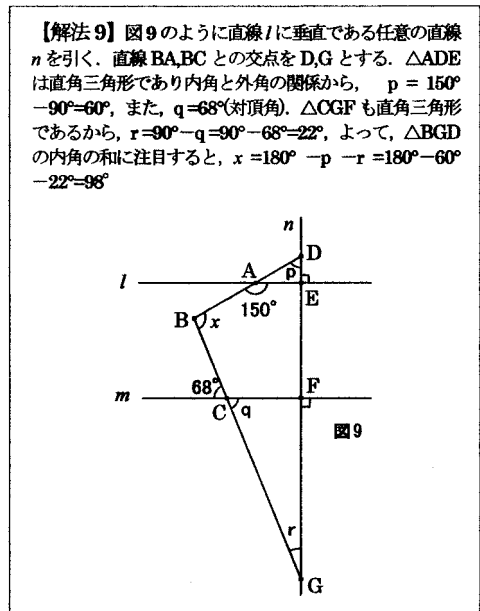 【解法9】図9のように直線lに垂直である任意の直線
nを引く．直線BA,BCとの交点をD,Gとする．△ADE
は直角三角形であり内角と外角の関係から， p = 150°
−90°=60°，また，q=68°(対頂角)．△CGFも直角三角形
であるから，r=90°−q=90°−68°=22°，よって，△BGD
の内角の和に注目すると，x =180° −p −r =180°−60°
−22°=98°
n
D
A
p
l
E
150°
B
x
68°
F
m
C
q
図9
r
G